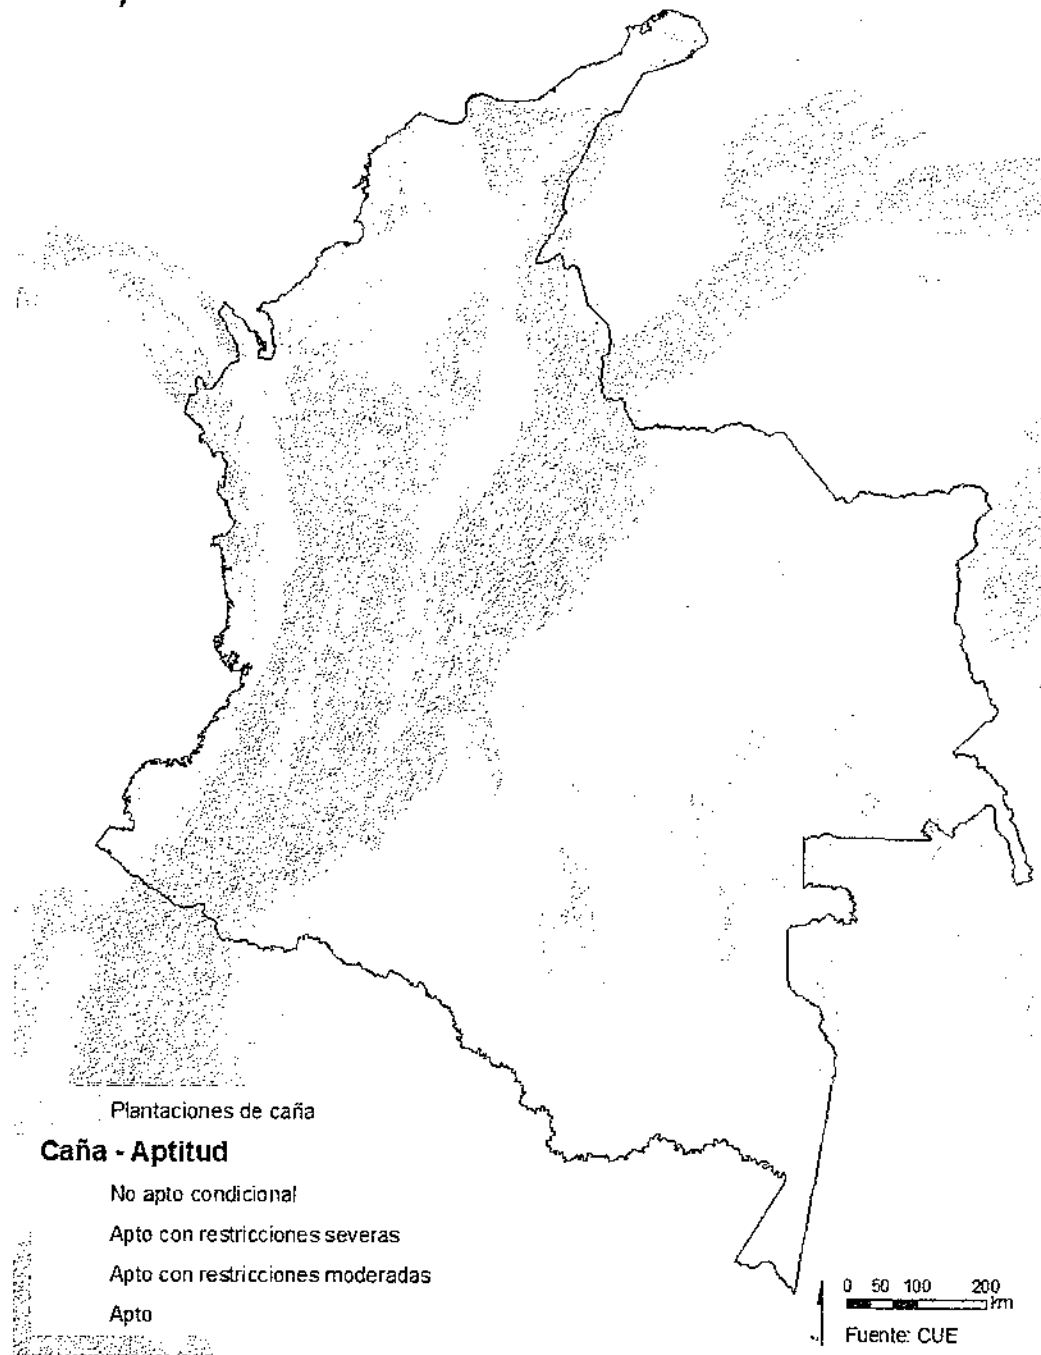 Plantaciones de caña
Caña - Aptitud
No apto condicional
Apto con restricciones severas
Apto con restricciones moderadas
Apto
0 50 100 200
km
Fuente: CUE